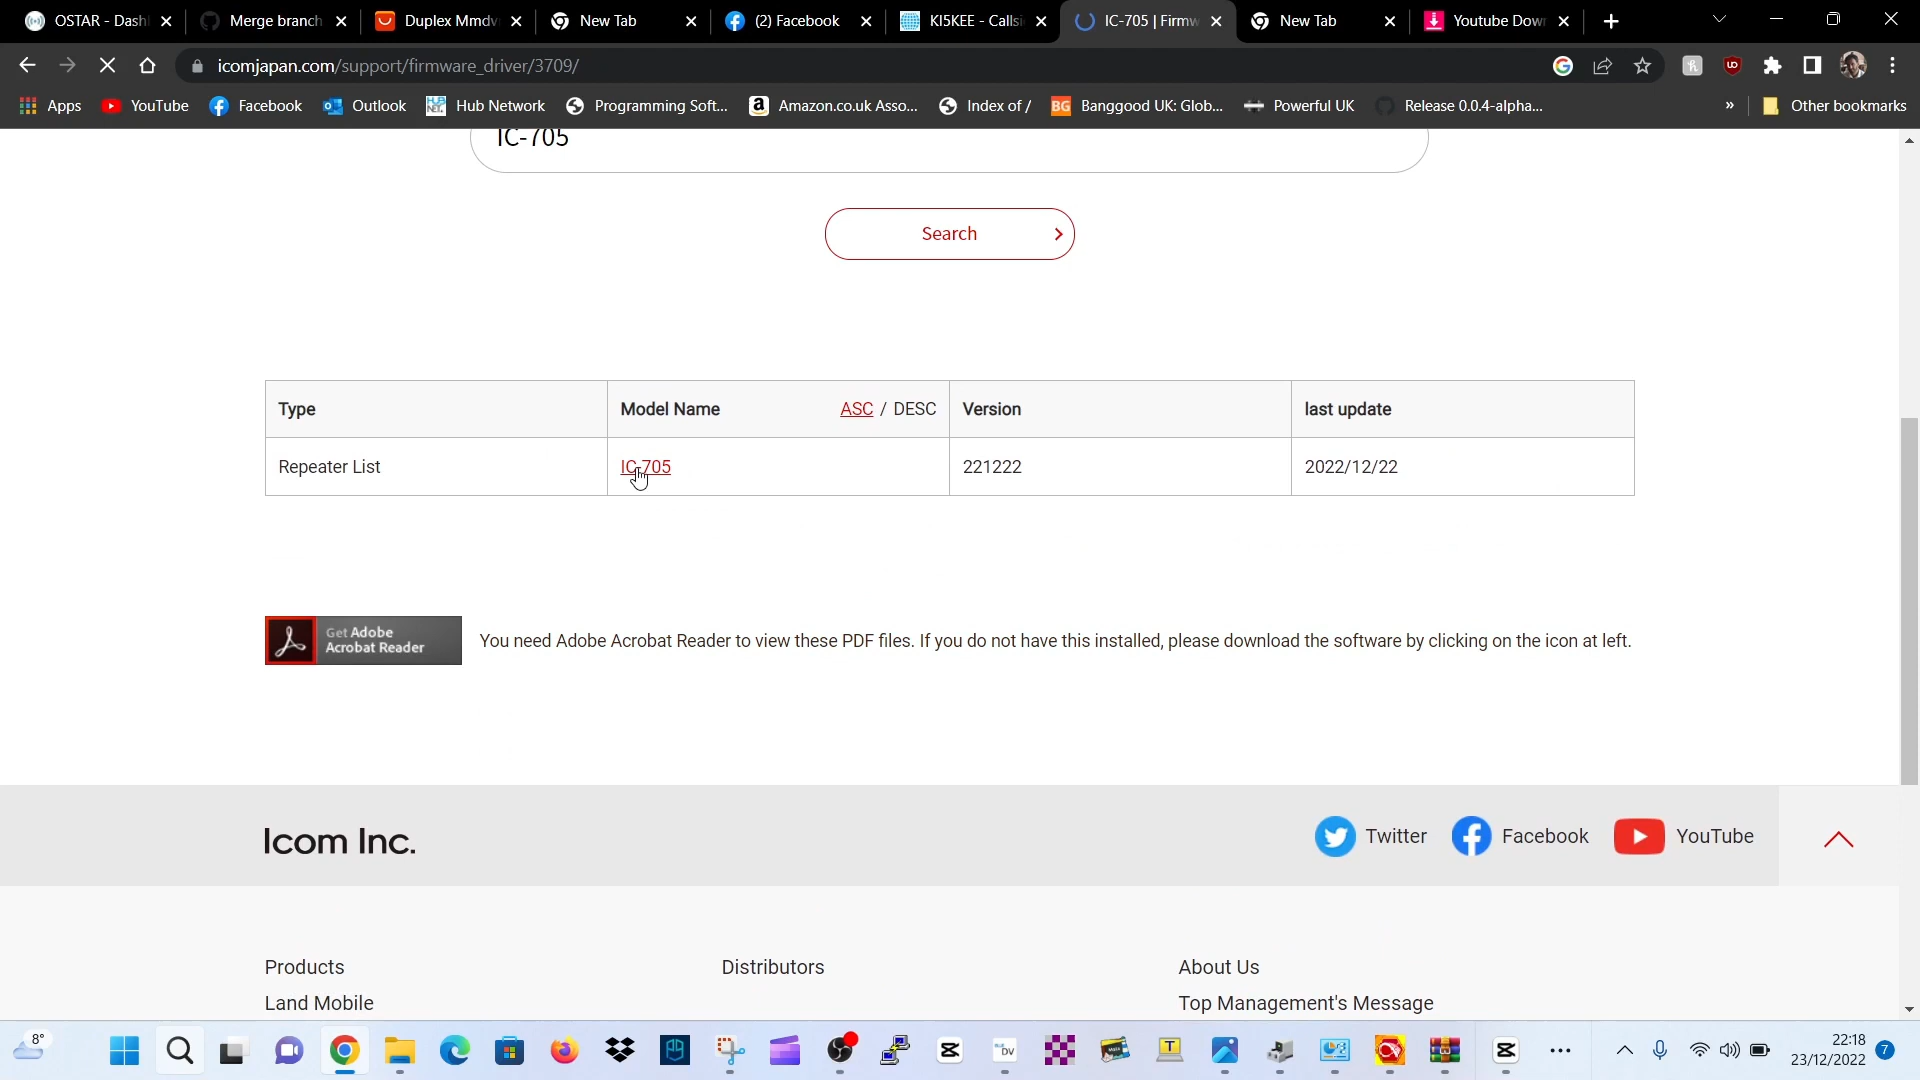 OSTAR - Dash
Merge branch
Duplex Mmdv
New Tab
(2) Facebook
KI5KEE - Callsi
IC-705 | Firmw
New Tab
Youtube Dow
icomjapan.com/support/firmware_driver/3709/
Apps
YouTube
Facebook
Outlook
Hub Network
Programming Soft...
Amazon.co.uk Asso...
Index of /
BG Banggood UK: Glob...
Powerful UK
Release 0.0.4-alpha...
»
Other bookmarks
IC-705
Search
Type Model Name ASC / DESC Version last update
Repeater List IC-705 221222 2022/12/22
Get Adobe
Acrobat Reader
You need Adobe Acrobat Reader to view these PDF files. If you do not have this installed, please download the software by clicking on the icon at left.
Icom Inc.
Twitter
Facebook
YouTube
Products Distributors About Us
Land Mobile Top Management's Message
8°
DV
22:18
23/12/2022
7